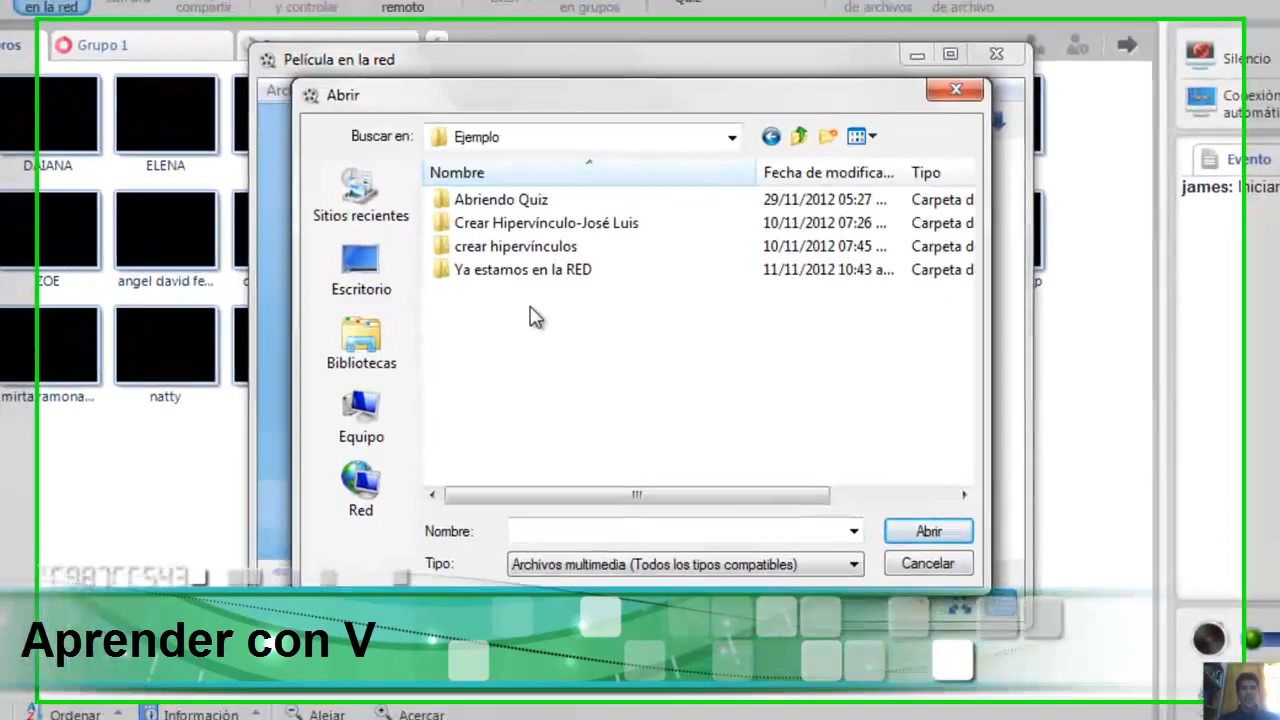 en la red
compartir
y controlar
remoto
en grupos
Quiz
de archivos
de archivo
Grupo 1
Película en la red
Silencio
Abrir
Conexión
automáti
Buscar en:
Ejemplo
Nombre
Fecha de modifica...
Tipo
Evento
DAIANA
ELENA
Sitios recientes
Abriendo Quiz
29/11/2012 05:27 ...
Carpeta d
james: Iniciar
Crear Hipervínculo-José Luis
10/11/2012 07:26 ...
Carpeta d
crear hipervínculos
10/11/2012 07:45 ...
Carpeta d
Ya estamos en la RED
11/11/2012 10:43 a...
Carpeta d
ZOE
angel david fe...
Escritorio
Bibliotecas
mirta ramona...
natty
Equipo
Red
Nombre:
Abrir
Tipo:
Archivos multimedia (Todos los tipos compatibles)
Cancelar
Aprender con V
Ordenar
Información
Alejar
Acercar